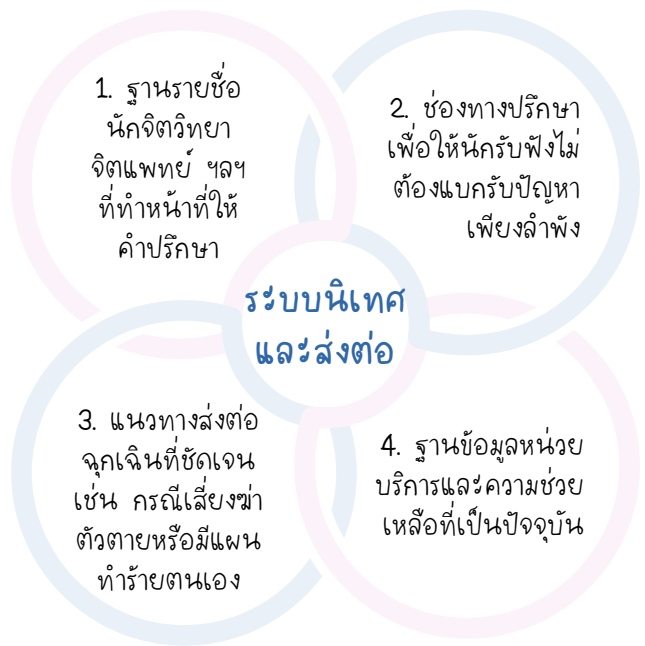 1. ฐานรายชื่อ
นักจิตวิทยา
จิตแพทย์ ฯลฯ
ที่ทำหน้าที่ให้
คำปรึกษา
2. ช่องทางปรึกษา
เพื่อให้นักรับฟังไม่
ต้องแบกรับปัญหา
เพียงลำพัง
ระบบนิเทศ
และส่งต่อ
3. แนวทางส่งต่อ
ฉุกเฉินที่ชัดเจน
เช่น กรณีเสี่ยงฆ่า
ตัวตายหรือมีแผน
ทำร้ายตนเอง
4. ฐานข้อมูลหน่วย
บริการและความช่วย
เหลือที่เป็นปัจจุบัน